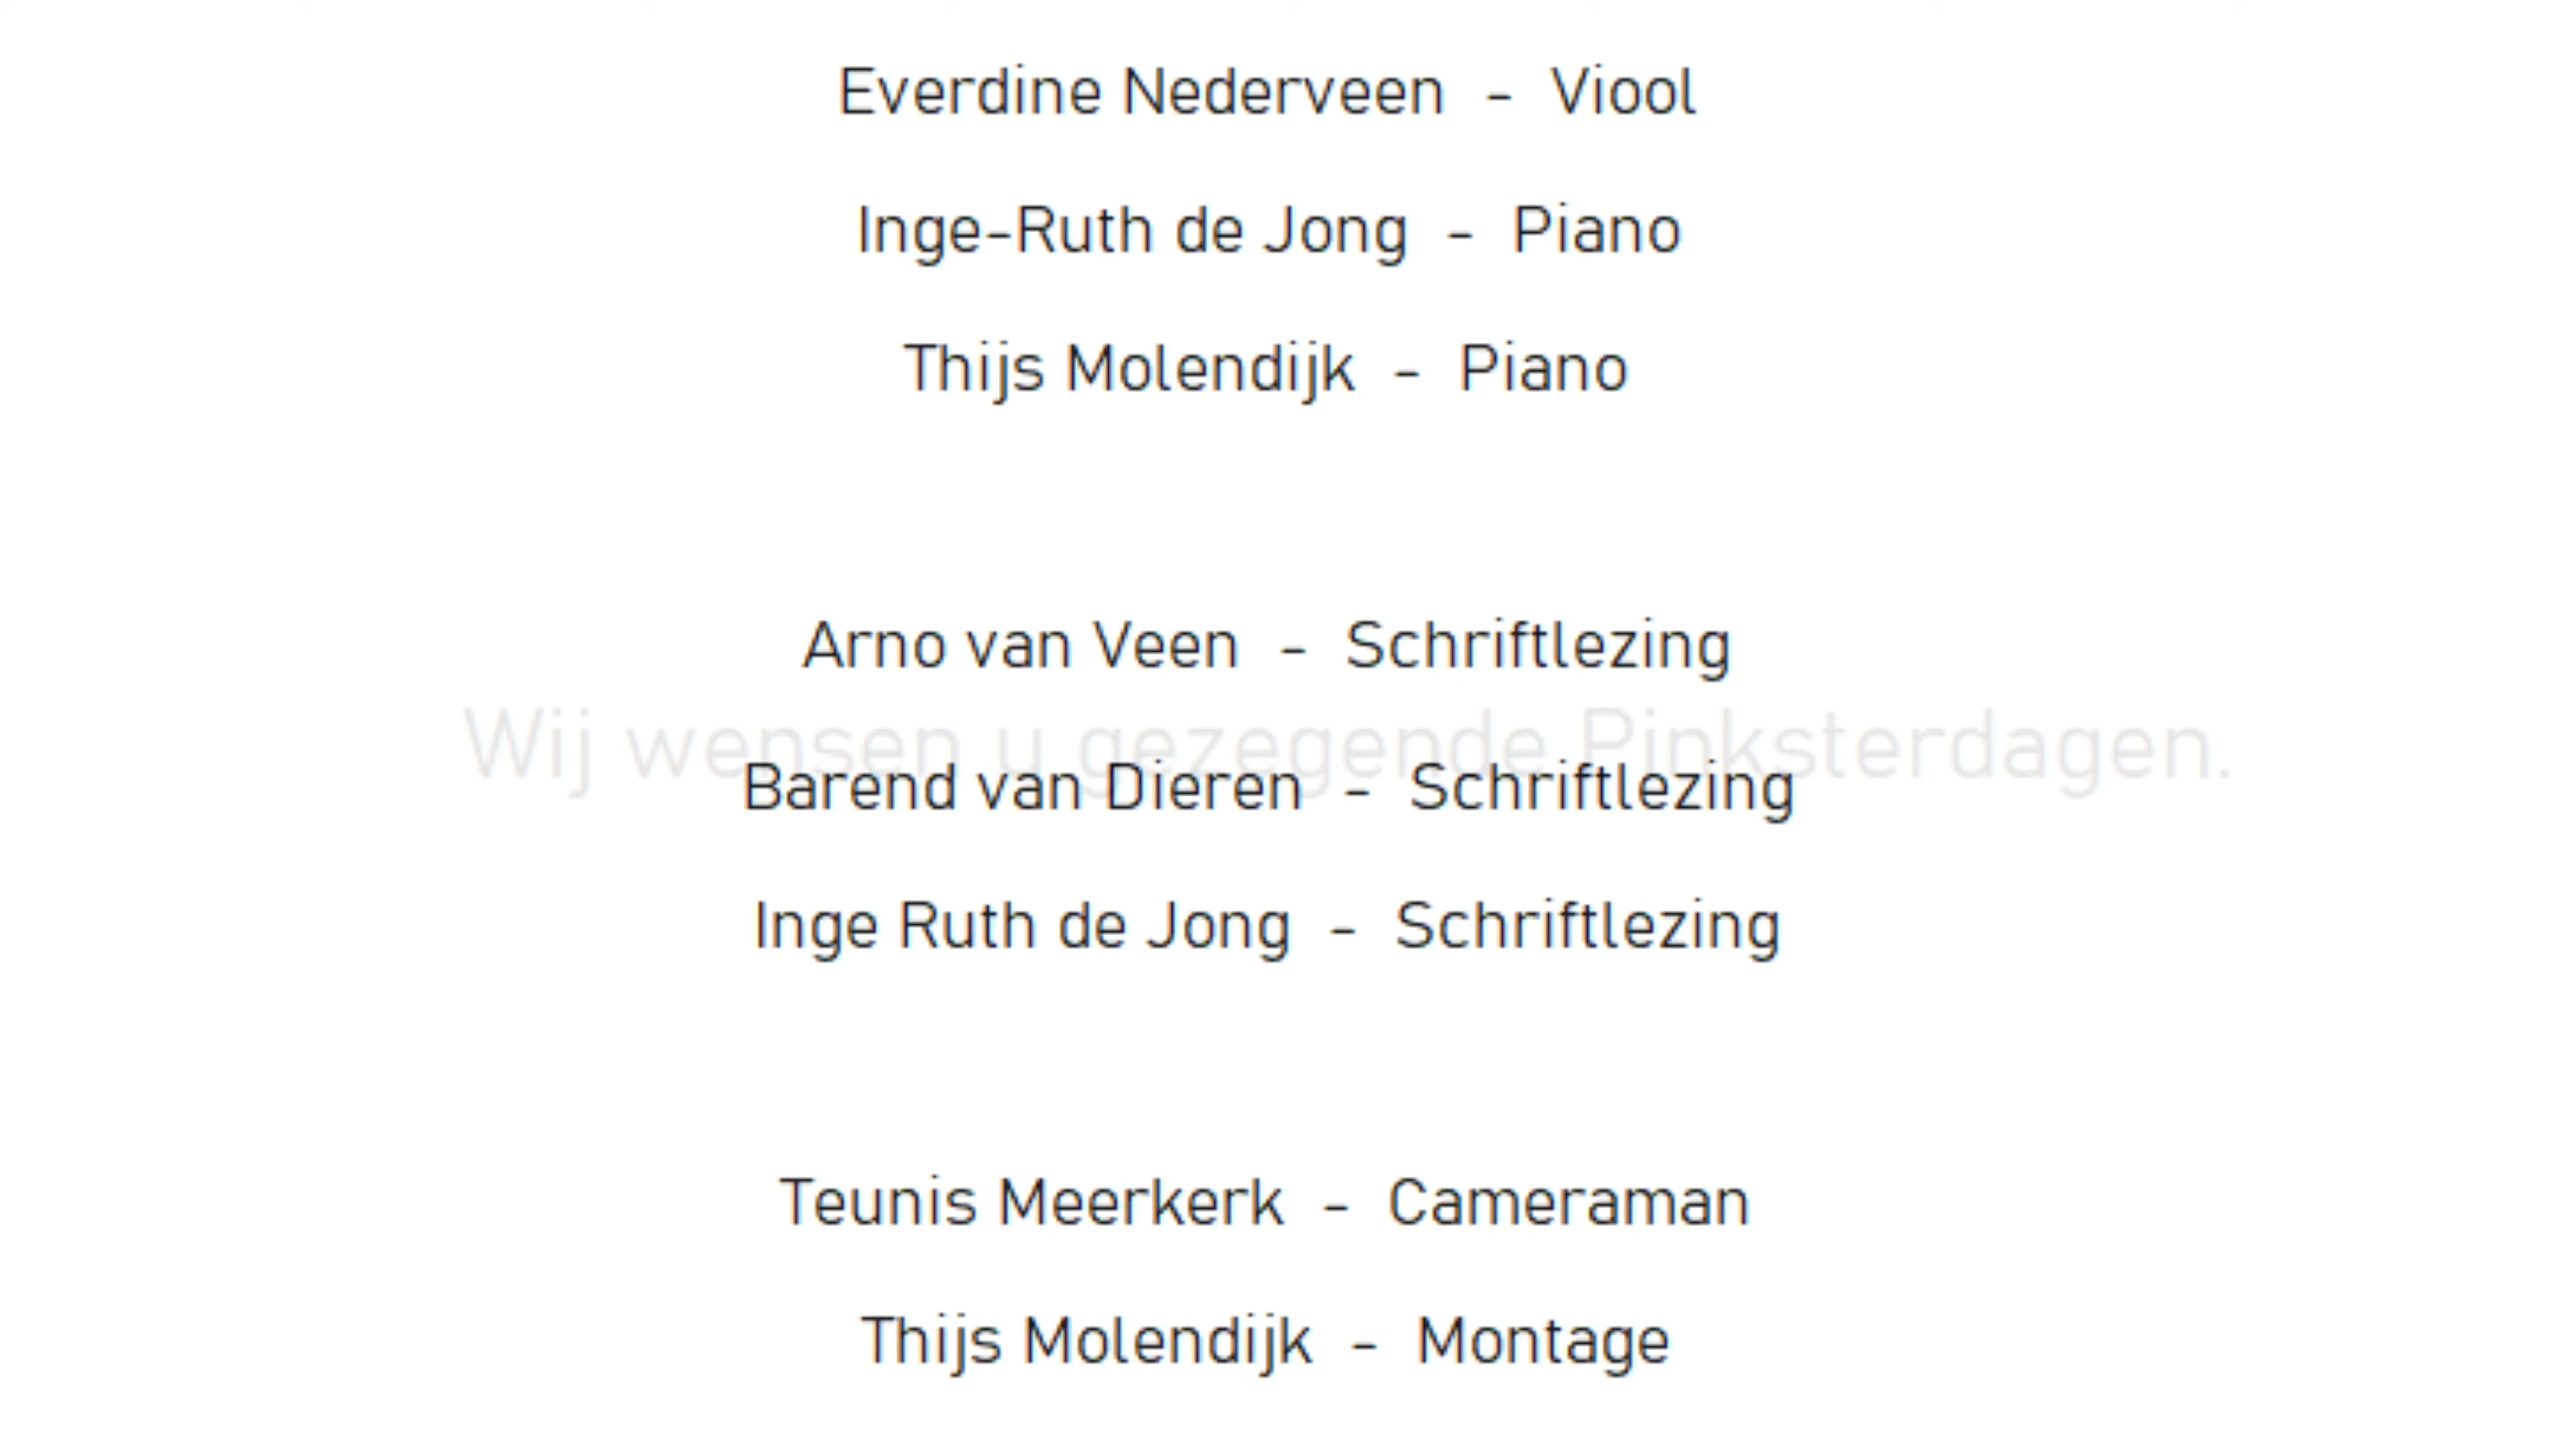 Everdine Nederveen - Viool
Inge-Ruth de Jong - Piano
Thijs Molendijk - Piano
Arno van Veen - Schriftlezing
Wij wensen u gezegende Pinksterdagen.
Barend van Dieren - Schriftlezing
Inge Ruth de Jong - Schriftlezing
Teunis Meerkerk - Cameraman
Thijs Molendijk - Montage